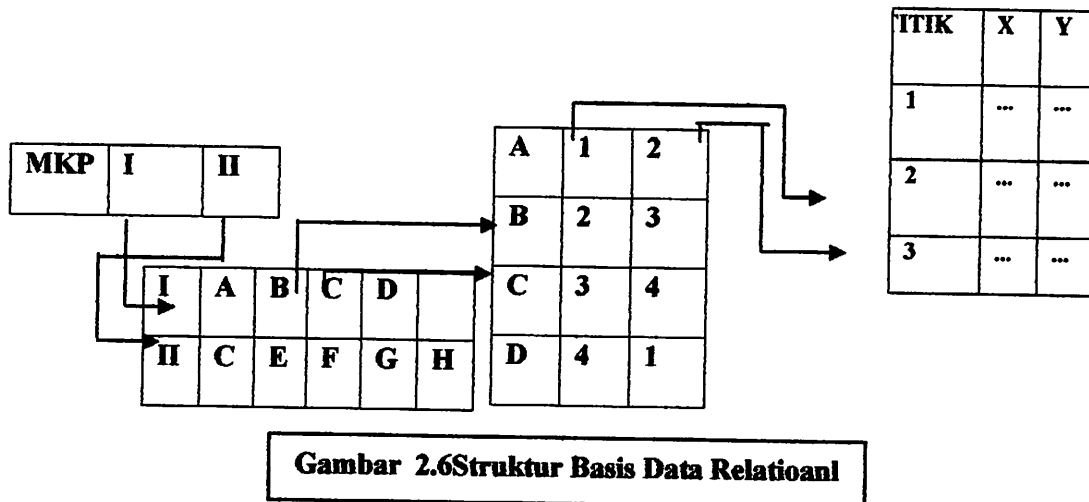 TITIK X Y
1 ... ...
2 ... ...
3 ... ...
MKP I II
A 1 2
B 2 3
C 3 4
D 4 1
I A B C D
II C E F G H
Gambar 2.6Struktur Basis Data Relatioanl